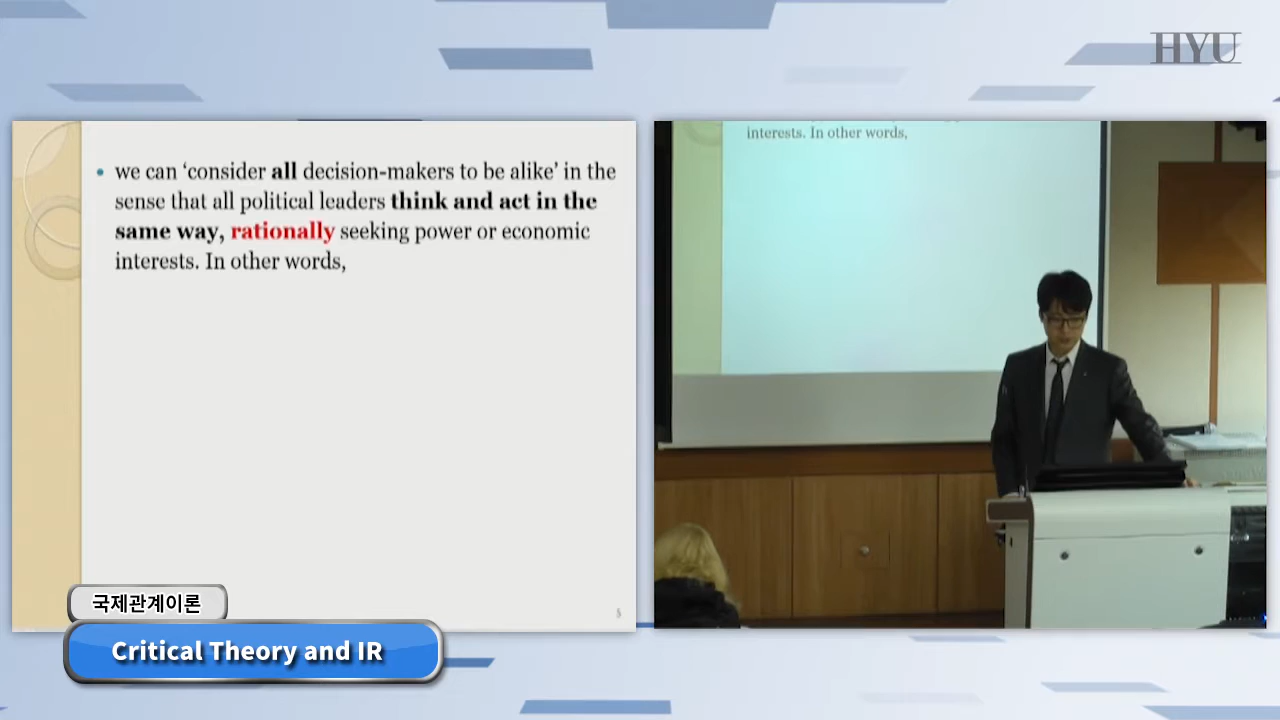 HYU
• we can ‘consider all decision-makers to be alike’ in the
sense that all political leaders think and act in the
same way, rationally seeking power or economic
interests. In other words,
5
interests. In other words,
국제관계이론
Critical Theory and IR